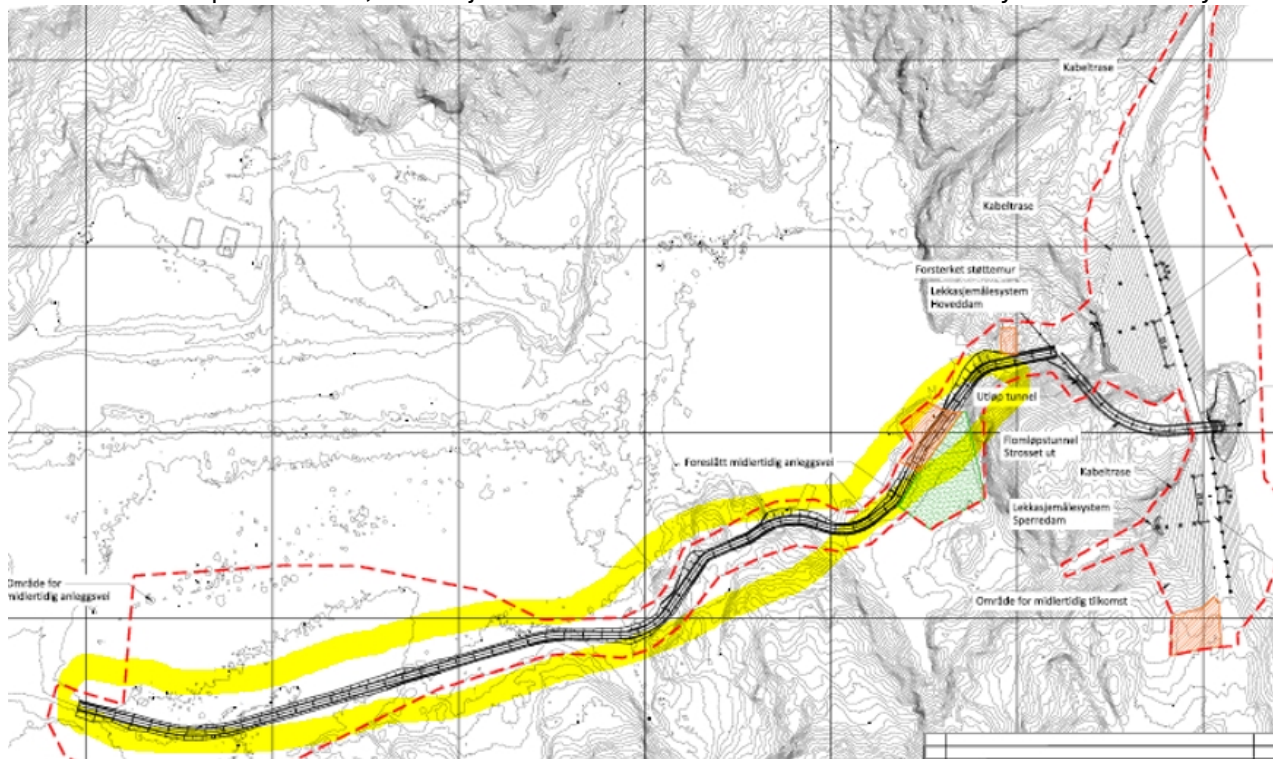 Kabeltrase
Kabeltrase
Forsterket støttemur
Lekkasjemålesystem
Hoveddam
Utløp tunnel
Flomløpstunnel
Strosset ut
Foreslått midlertidig anleggsvei
Kabeltrase
Lekkasjemålesystem
Sperredam
Område for
midlertidig anleggsvei
Område for midlertidig tilkomst